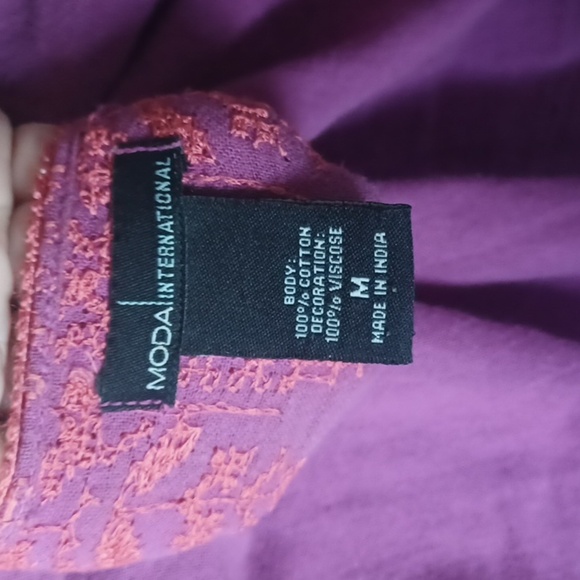 MODA INTERNATIONAL
BODY:
100% COTTON
DECORATION:
100% VISCOSE
M
MADE IN INDIA